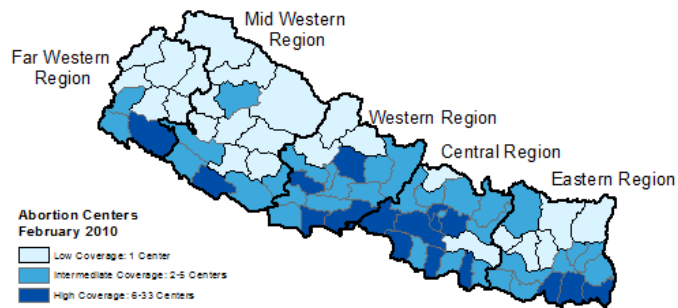 Mid Western
Region
Far Western
Region
Western Region
Central Region
Eastern Region
Abortion Centers
February 2010
Low Coverage: 1 Center
Intermediate Coverage: 2-5 Centers
High Coverage: 6-33 Centers